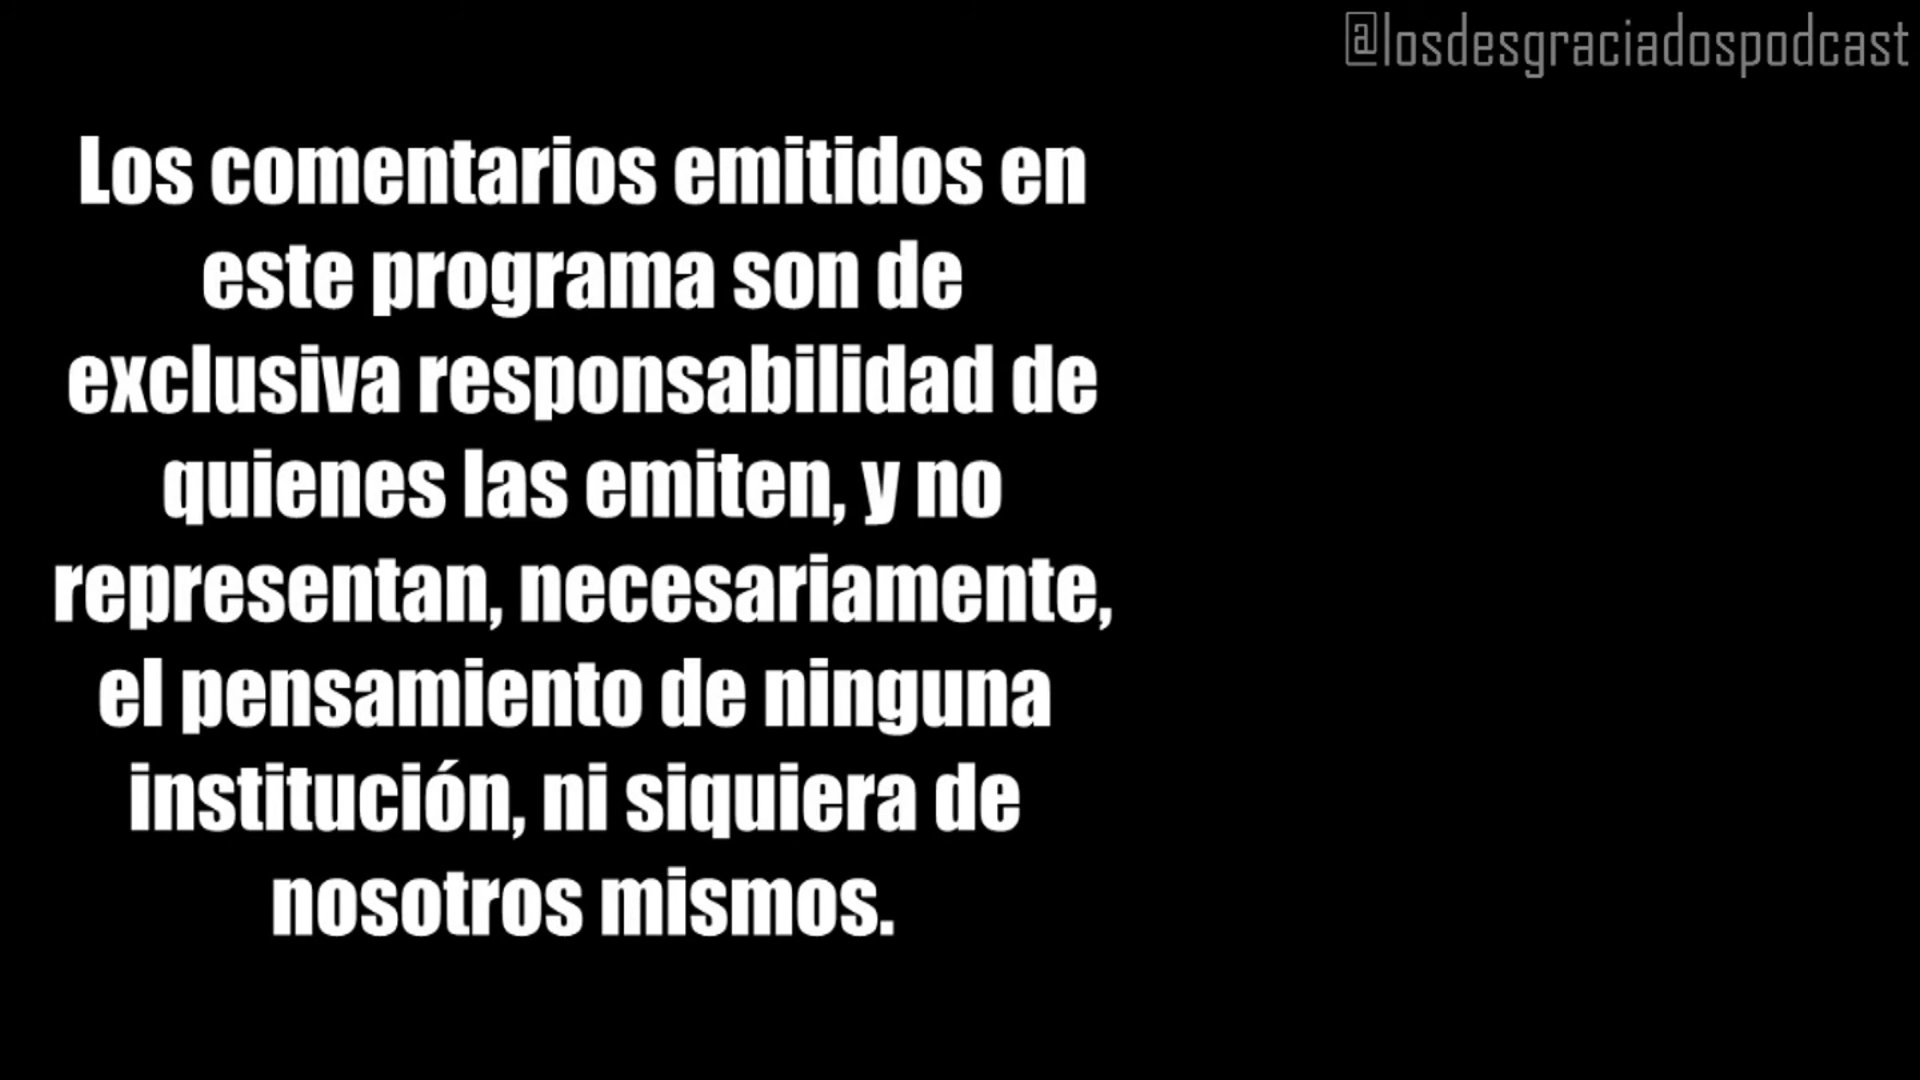 @losdesgraciadospodcast
Los comentarios emitidos en
este programa son de
exclusiva responsabilidad de
quienes las emiten, y no
representan, necesariamente,
el pensamiento de ninguna
institución, ni siquiera de
nosotros mismos.